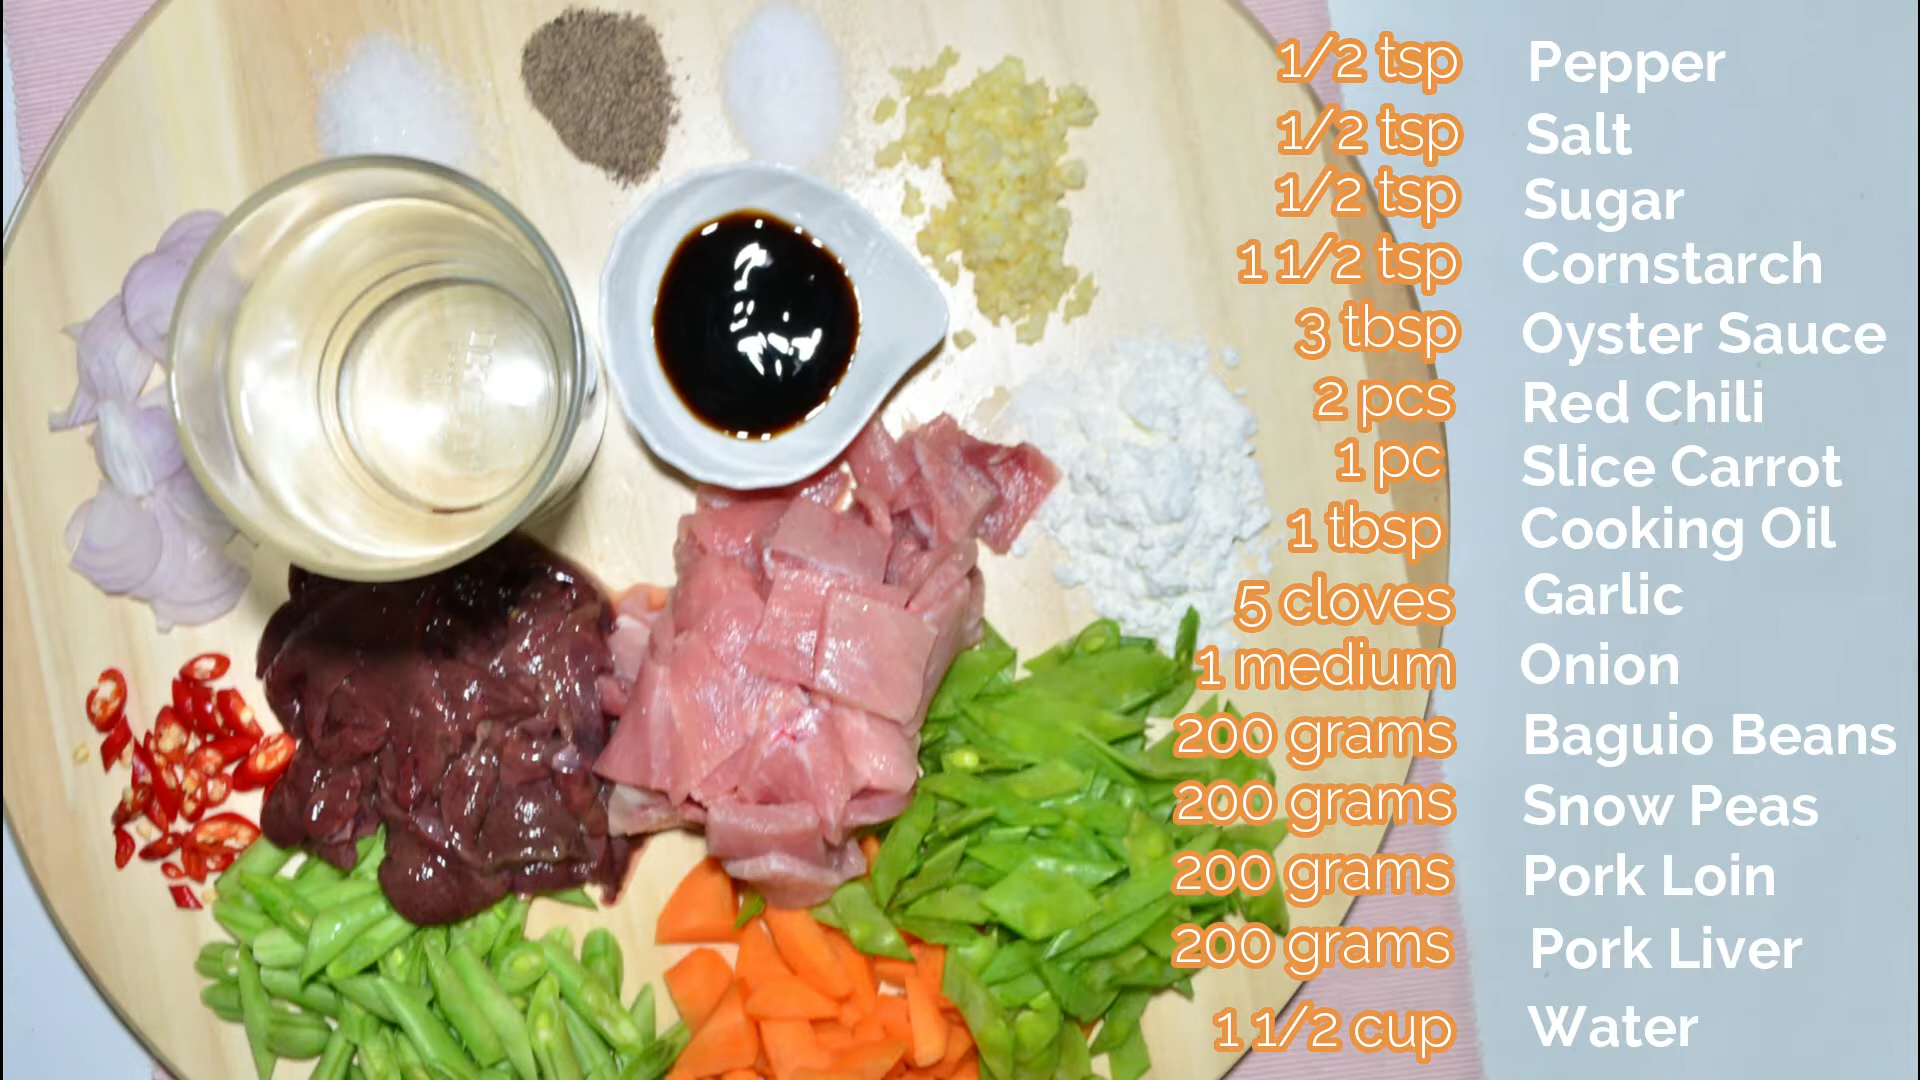 1/2 tsp Pepper
1/2 tsp Salt
1/2 tsp Sugar
1 1/2 tsp Cornstarch
3 tbsp Oyster Sauce
2 pcs Red Chili
1 pc Slice Carrot
1 tbsp Cooking Oil
5 cloves Garlic
1 medium Onion
200 grams Baguio Beans
200 grams Snow Peas
200 grams Pork Loin
200 grams Pork Liver
1 1/2 cup Water